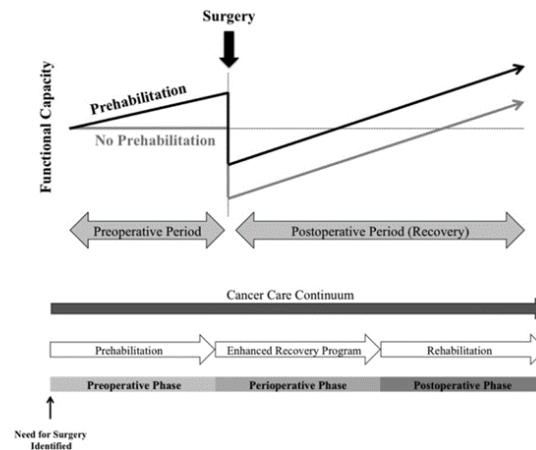 Surgery
Functional Capacity
Prehabilitation
No Prehabilitation
Preoperative Period
Postoperative Period (Recovery)
Cancer Care Continuum
Prehabilitation
Enhanced Recovery Program
Rehabilitation
Preoperative Phase
Perioperative Phase
Postoperative Phase
Need for Surgery
Identified